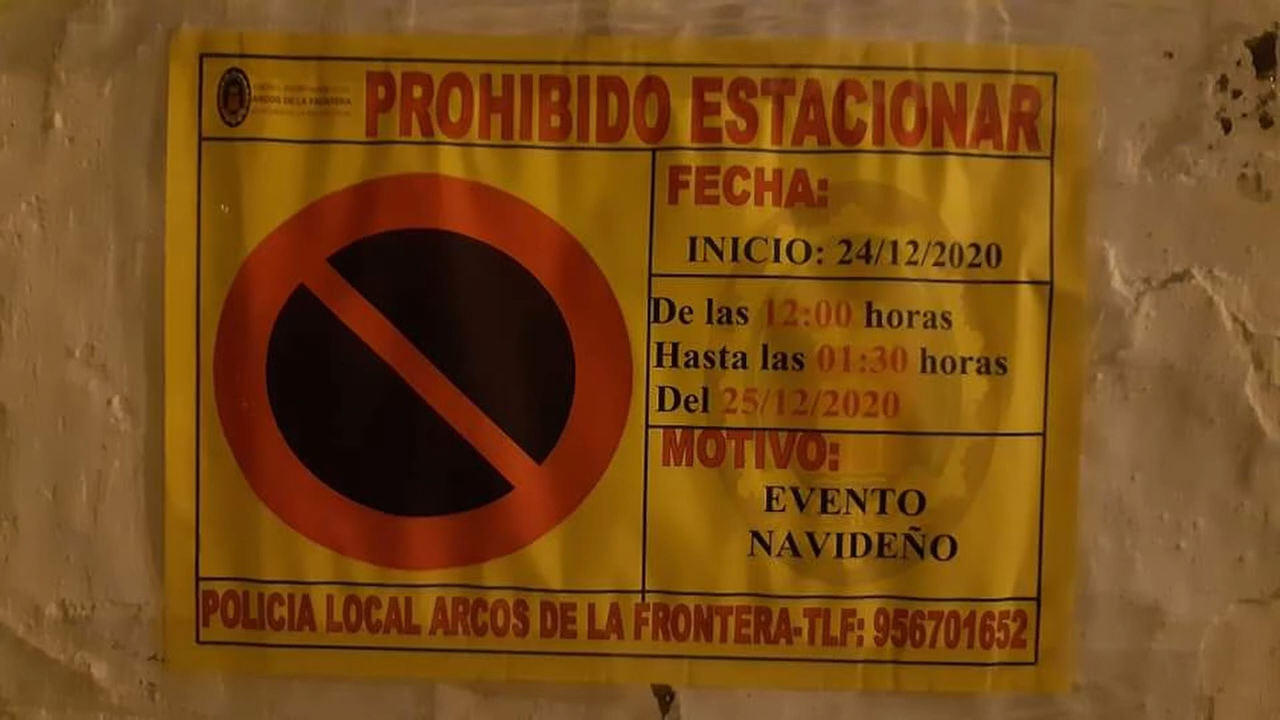 ARCOS DE LA FRONTERA
PROHIBIDO ESTACIONAR
FECHA:
INICIO: 24/12/2020
De las 12:00 horas
Hasta las 01:30 horas
Del 25/12/2020
MOTIVO:
EVENTO
NAVIDEÑO
POLICIA LOCAL ARCOS DE LA FRONTERA-TLF: 956701652